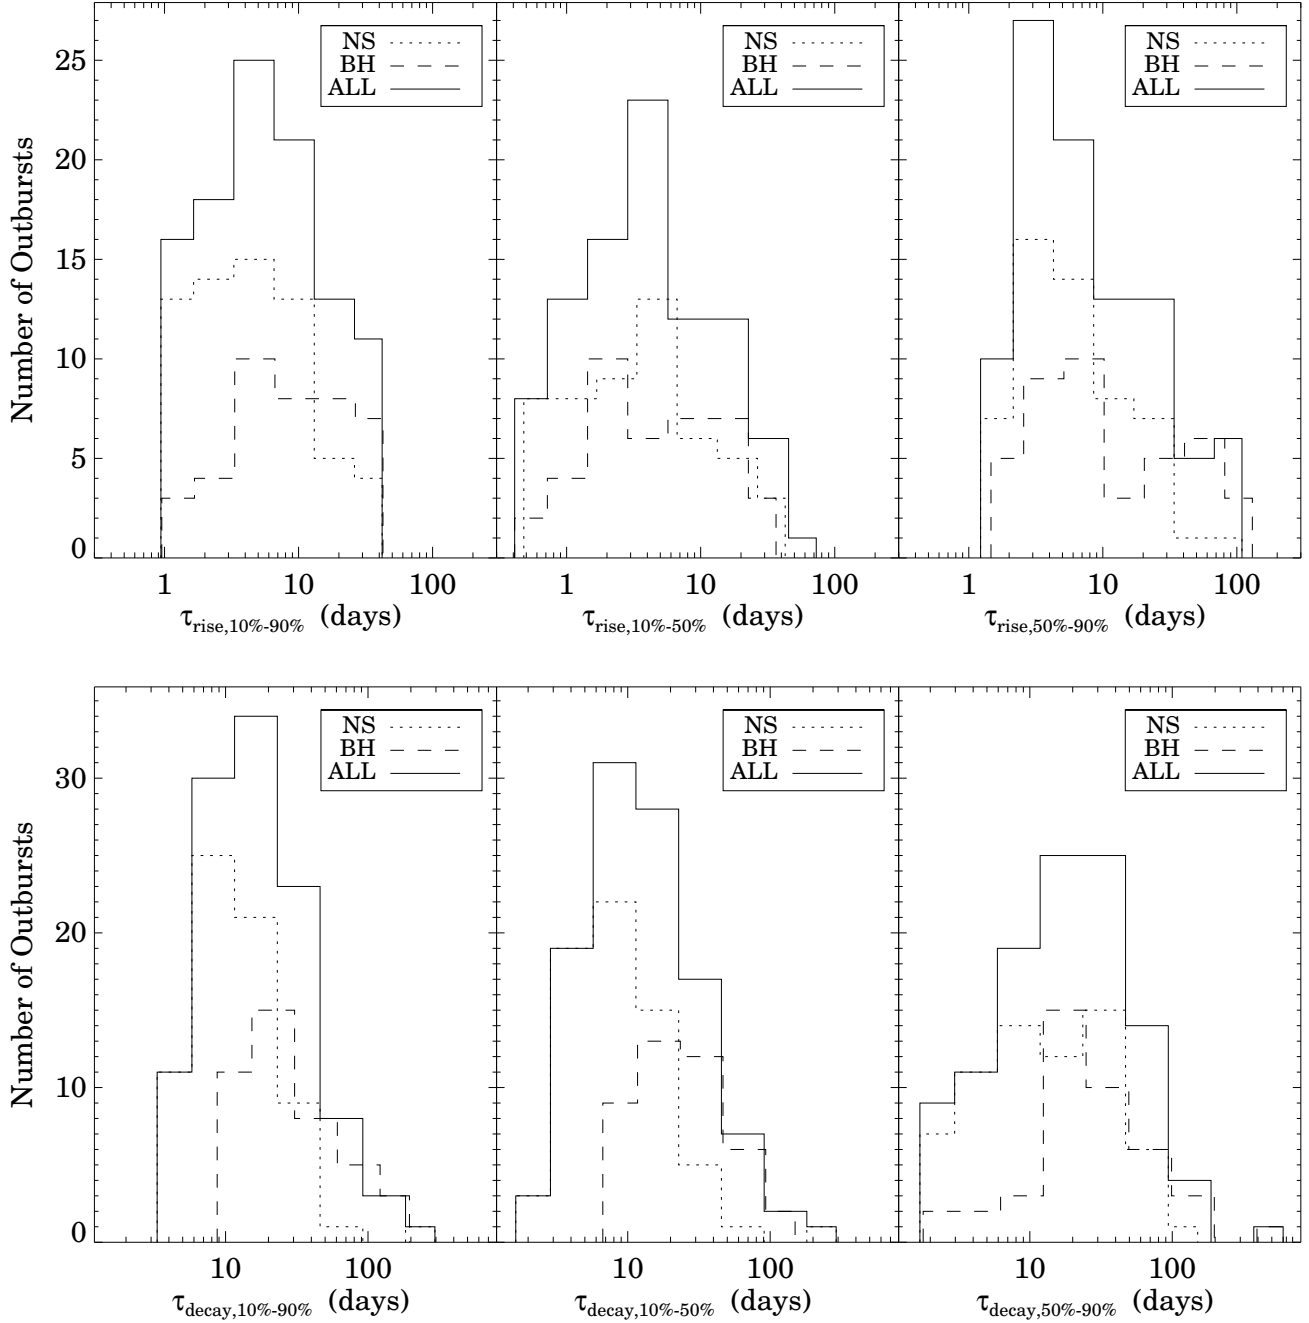 NS
BH
ALL
NS
BH
ALL
NS
BH
ALL
Number of Outbursts
25
20
15
10
5
0
1 10 100
1 10 100
1 10 100
τrise,10%-90% (days)
τrise,10%-50% (days)
τrise,50%-90% (days)
NS
BH
ALL
NS
BH
ALL
NS
BH
ALL
Number of Outbursts
30
20
10
0
10 100
10 100
10 100
τdecay,10%-90% (days)
τdecay,10%-50% (days)
τdecay,50%-90% (days)